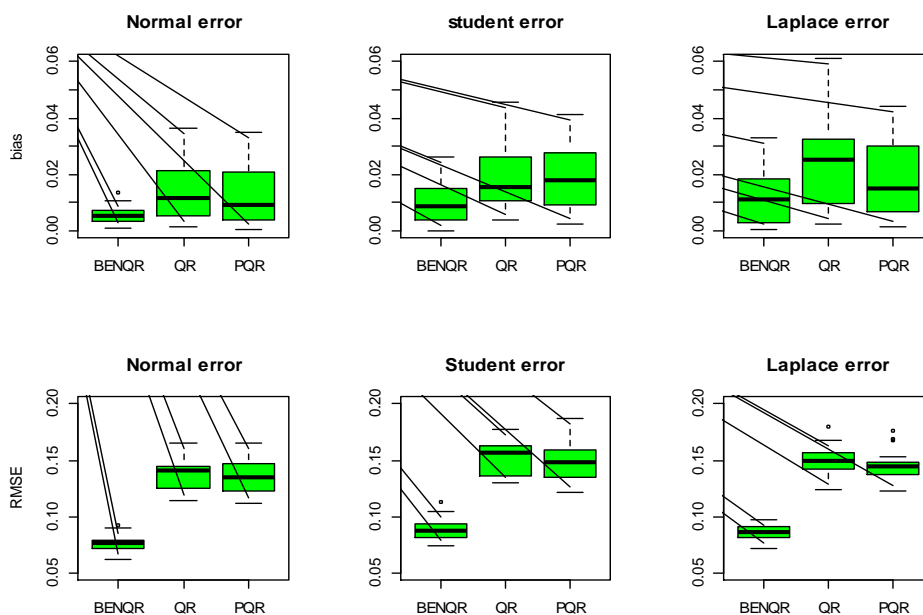 Normal error
student error
Laplace error
bias
0.00 0.02 0.04 0.06
0.00 0.02 0.04 0.06
0.00 0.02 0.04 0.06
BENQR QR PQR
BENQR QR PQR
BENQR QR PQR
Normal error
Student error
Laplace error
RMSE
0.05 0.10 0.15 0.20
0.05 0.10 0.15 0.20
0.05 0.10 0.15 0.20
BENQR QR PQR
BENQR QR PQR
BENQR QR PQR